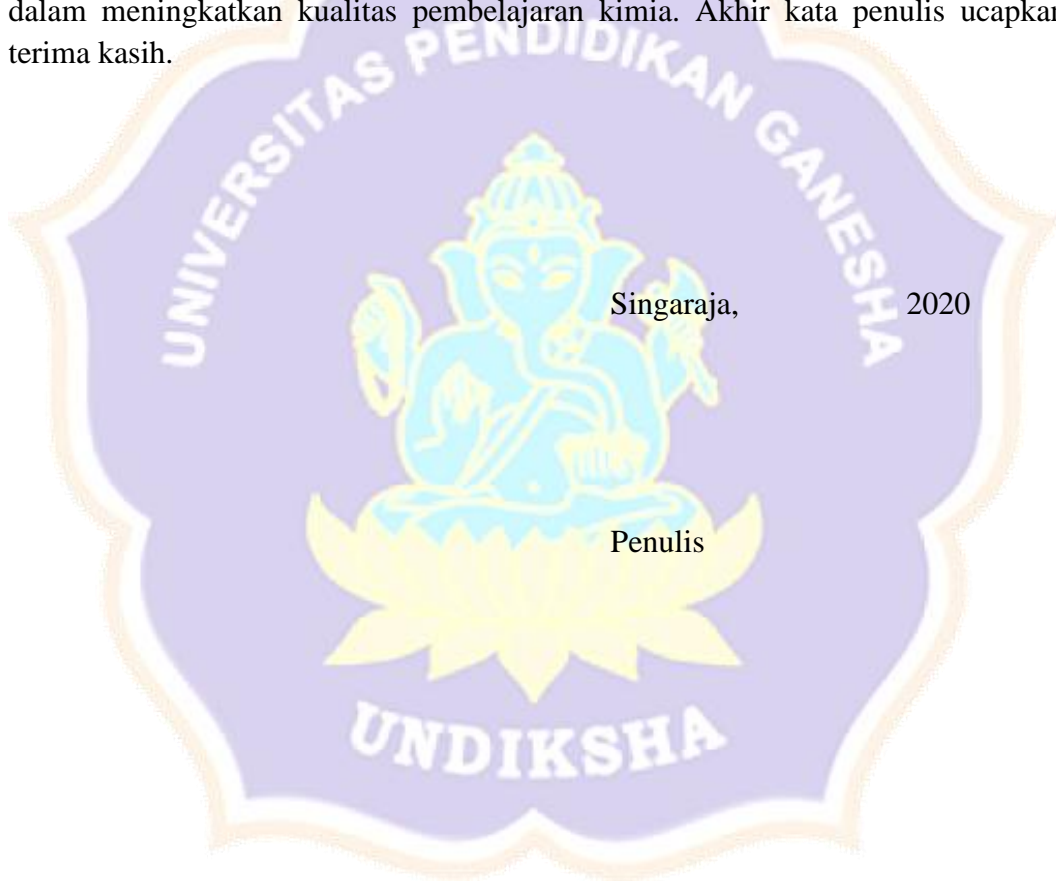 dalam meningkatkan kualitas pembelajaran kimia. Akhir kata penulis ucapkan
terima kasih.
UNIVERSITAS PENDIDIKAN GANESHA
Singaraja, 2020
Penulis
UNDIKSHA